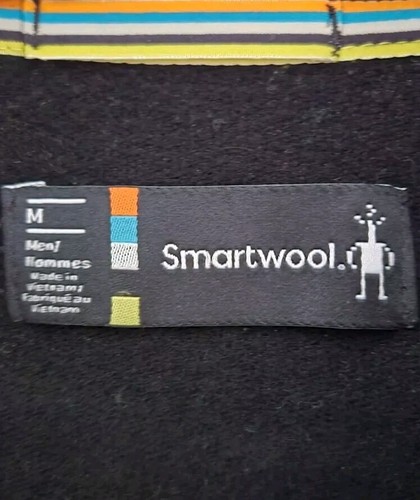 M
Men/
Hommes
Made in
Vietnam/
Fabriqué au
Vietnam
Smartwool.